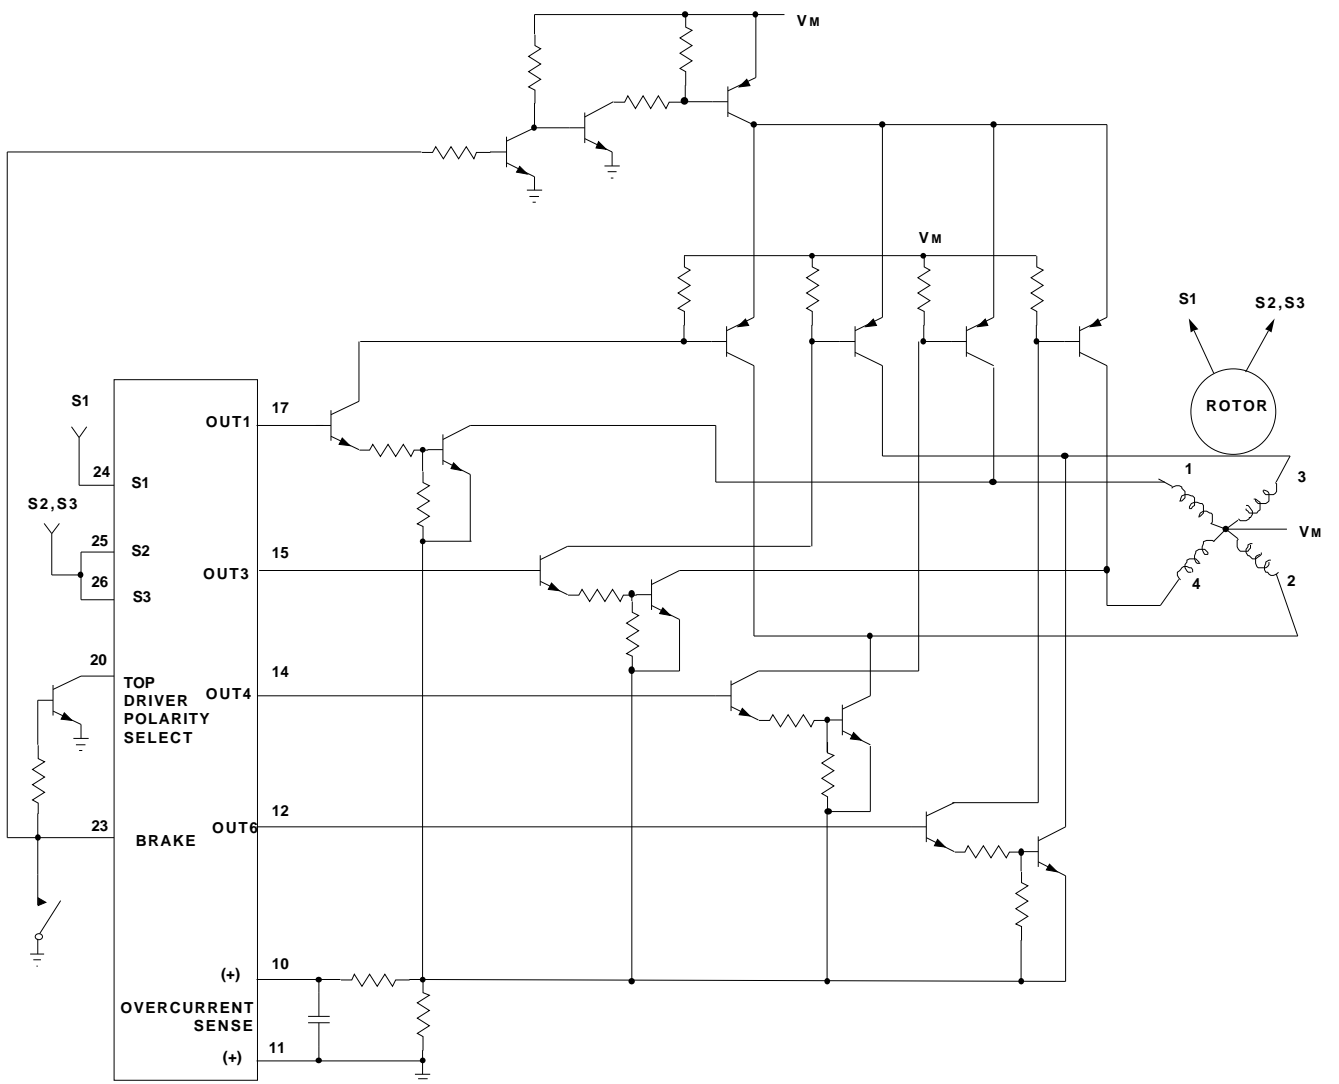 VM
VM
S1
S2,S3
ROTOR
S1
OUT1
17
24
S1
1
3
S2,S3
25
S2
26
S3
OUT3
15
VM
4
2
20
TOP
DRIVER
POLARITY
SELECT
OUT4
14
23
BRAKE
OUT6
12
(+)
10
OVERCURRENT
SENSE
(+)
11